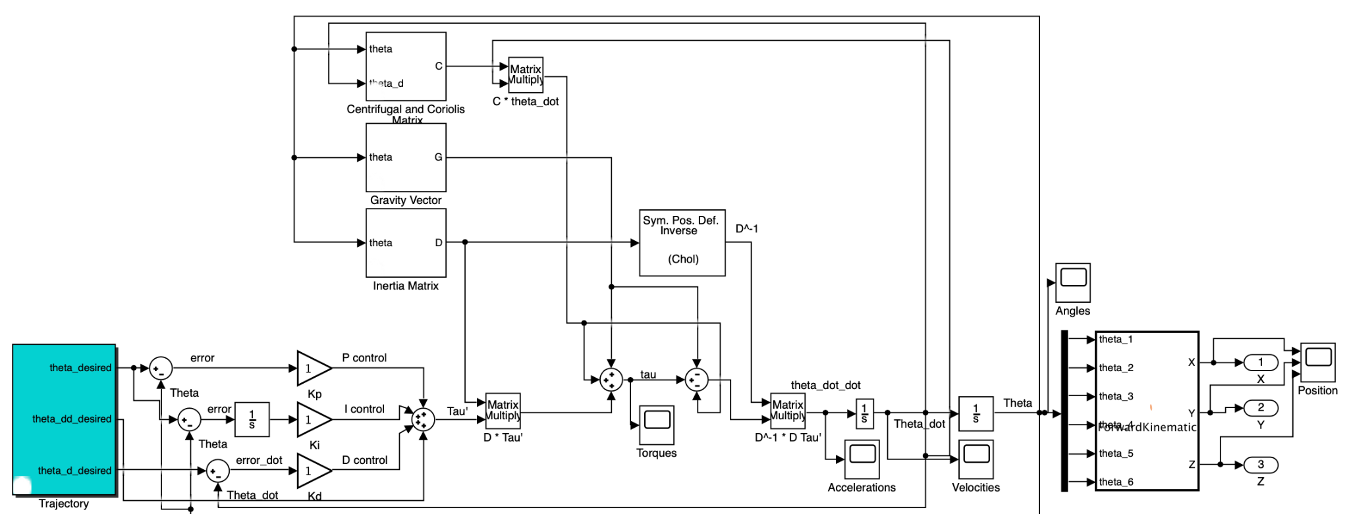 theta
C
theta_d
Centrifugal and Coriolis
Matrix
Matrix
Multiply
C * theta_dot
theta
G
Gravity Vector
theta
D
Inertia Matrix
Sym. Pos. Def.
Inverse
(Chol)
D^-1
Angles
theta_desired
theta_dd_desired
theta_d_desired
Trajectory
error
Theta
1
Kp
P control
error
Theta
1
s
1
Ki
I control
error_dot
Theta_dot
1
Kd
D control
Tau'
Matrix
Multiply
D * Tau'
tau
Torques
Matrix
Multiply
D^-1 * D Tau'
theta_dot_dot
1
s
Accelerations
Theta_dot
1
s
Velocities
Theta
theta_1
theta_2
theta_3
theta_4
theta_5
theta_6
ForwardKinematic
X
Y
Z
1
X
2
Y
3
Z
Position